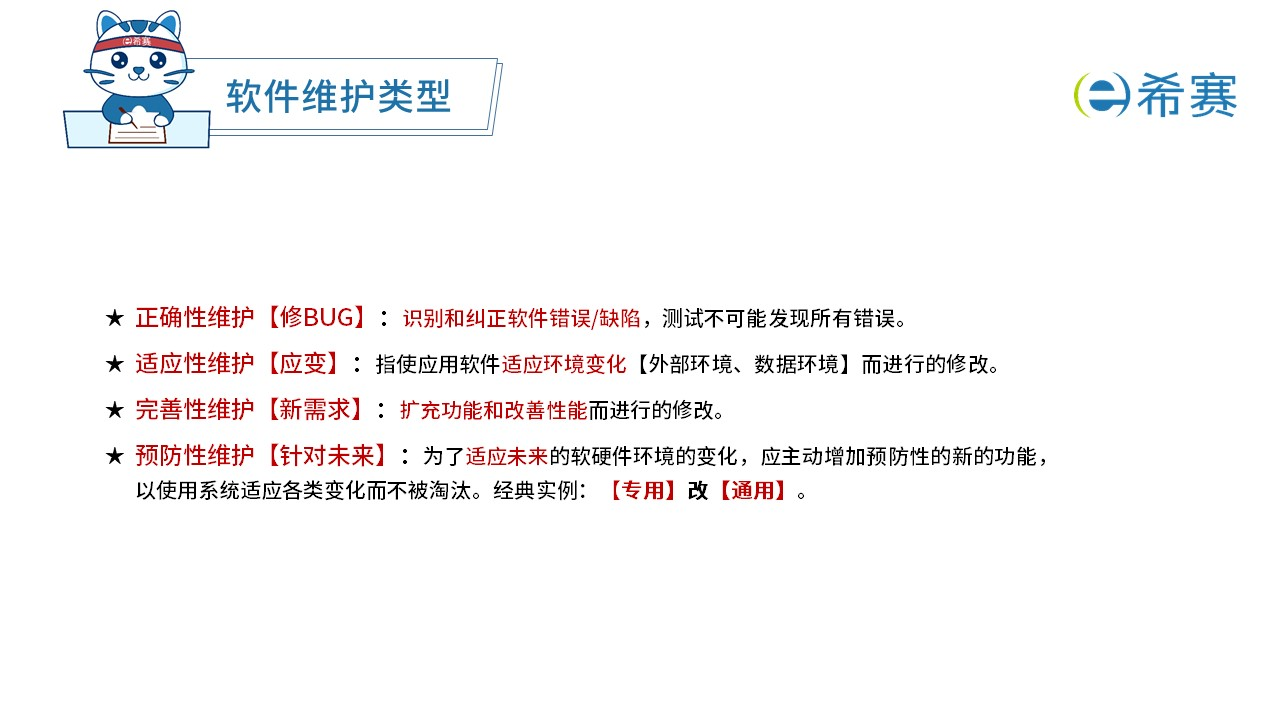 希赛
软件维护类型
希赛
★ 正确性维护【修BUG】：识别和纠正软件错误/缺陷，测试不可能发现所有错误。
★ 适应性维护【应变】：指使应用软件适应环境变化【外部环境、数据环境】而进行的修改。
★ 完善性维护【新需求】：扩充功能和改善性能而进行的修改。
★ 预防性维护【针对未来】：为了适应未来的软硬件环境的变化，应主动增加预防性的新的功能，
以使用系统适应各类变化而不被淘汰。经典实例：【专用】改【通用】。